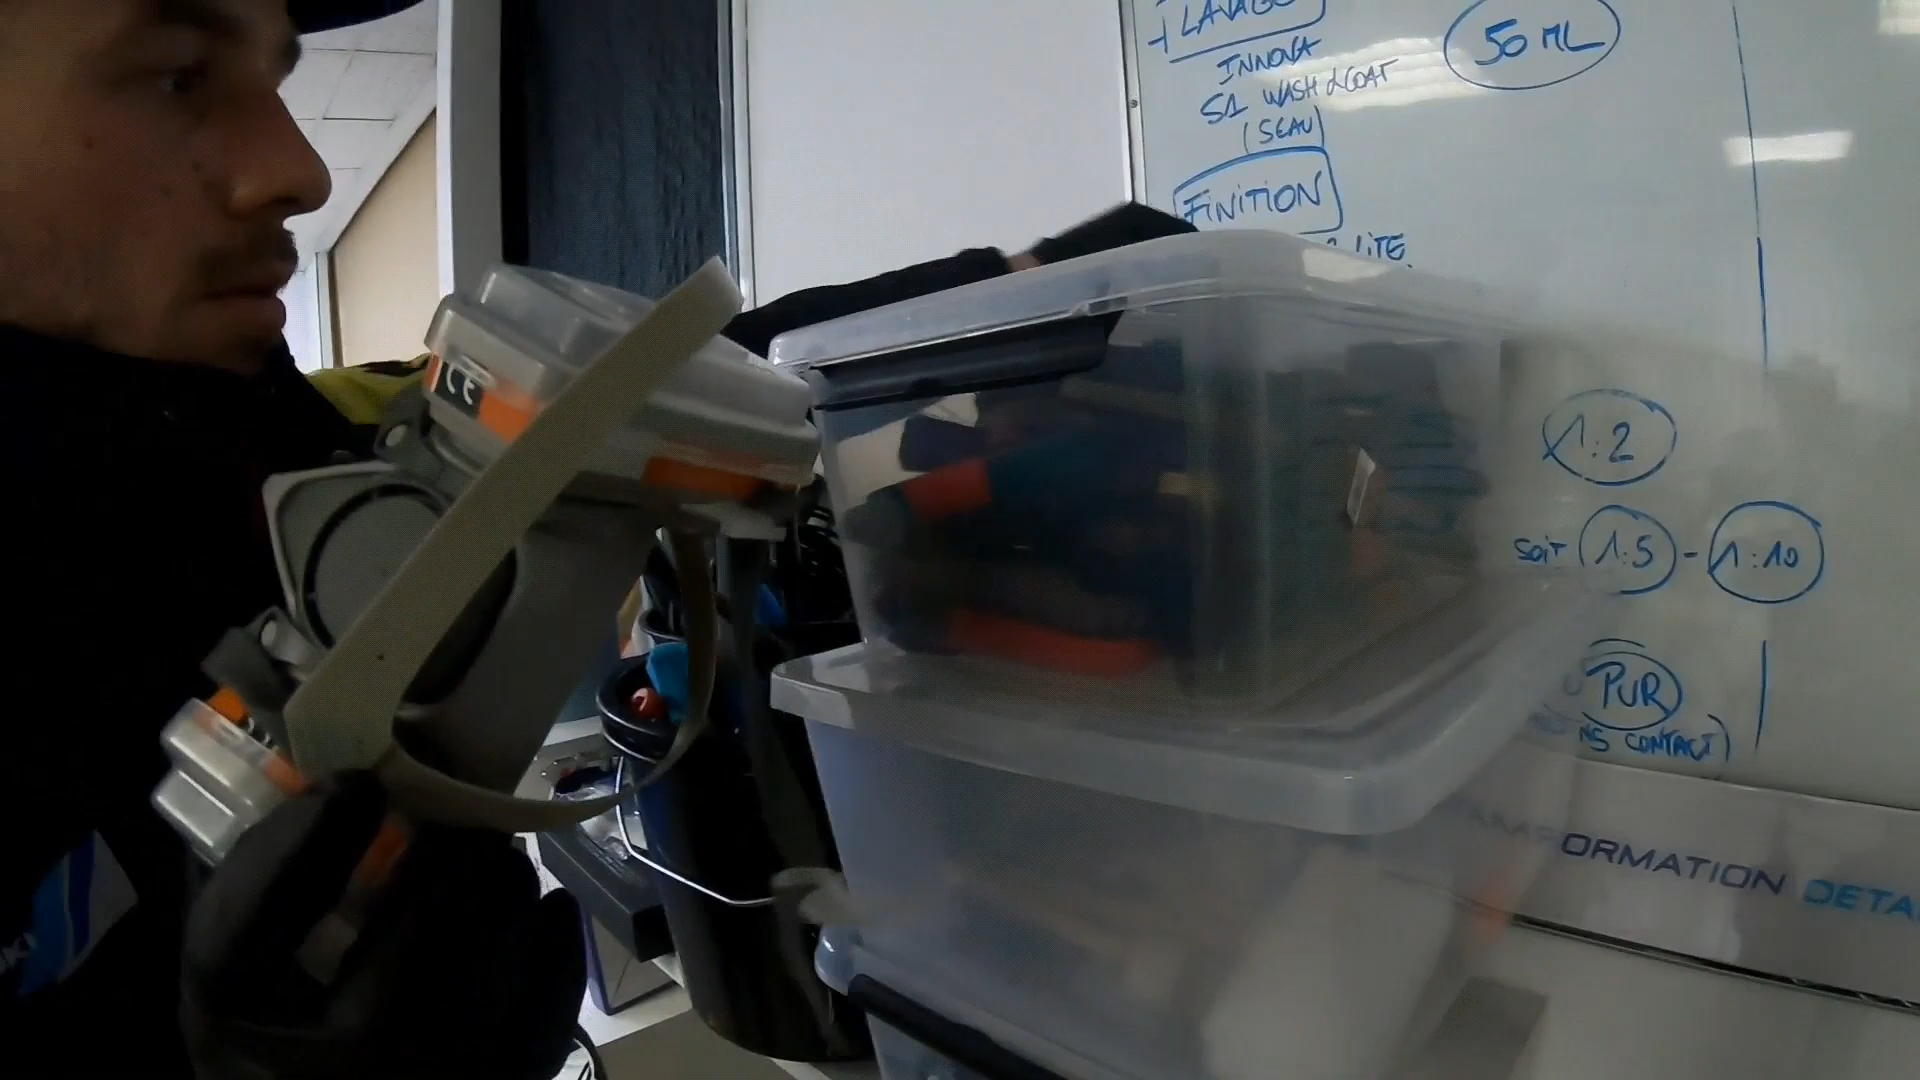 LAVAGE
INNOVA
S1 WASH & COAT
(SEAU)
50 ML
FINITION
LITE
1:2
SOIT 1:5 - 1:10
PUR
CONTACT)
ORMATION DETA
CE